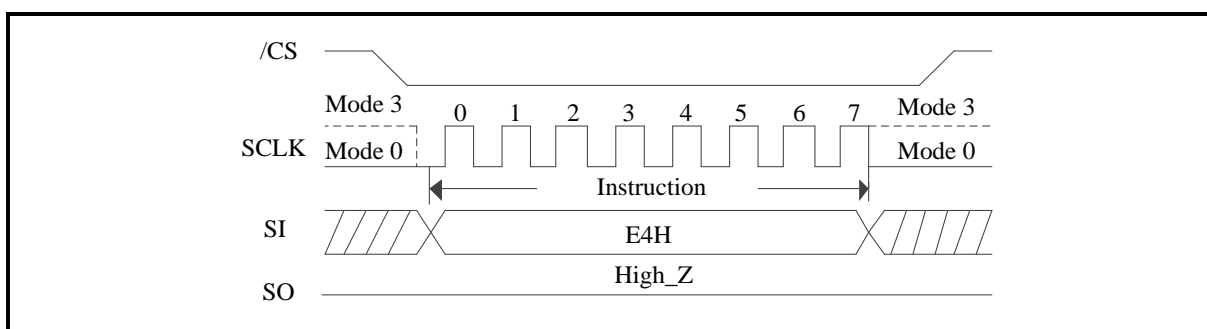 /CS
Mode 3 0 1 2 3 4 5 6 7 Mode 3
SCLK Mode 0 Mode 0
Instruction
SI E4H
High_Z
SO